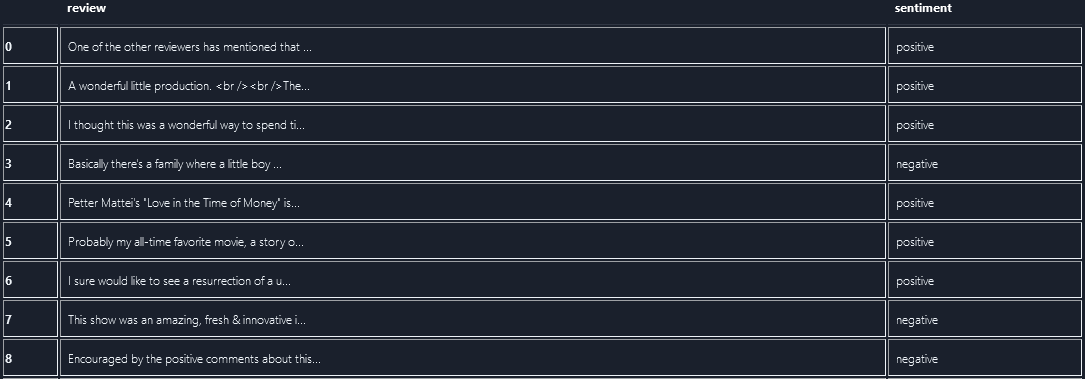 review sentiment
0 One of the other reviewers has mentioned that ... positive
1 A wonderful little production. <br /><br />The... positive
2 I thought this was a wonderful way to spend ti... positive
3 Basically there's a family where a little boy ... negative
4 Petter Mattei's "Love in the Time of Money" is... positive
5 Probably my all-time favorite movie, a story o... positive
6 I sure would like to see a resurrection of a u... positive
7 This show was an amazing, fresh & innovative i... negative
8 Encouraged by the positive comments about this... negative